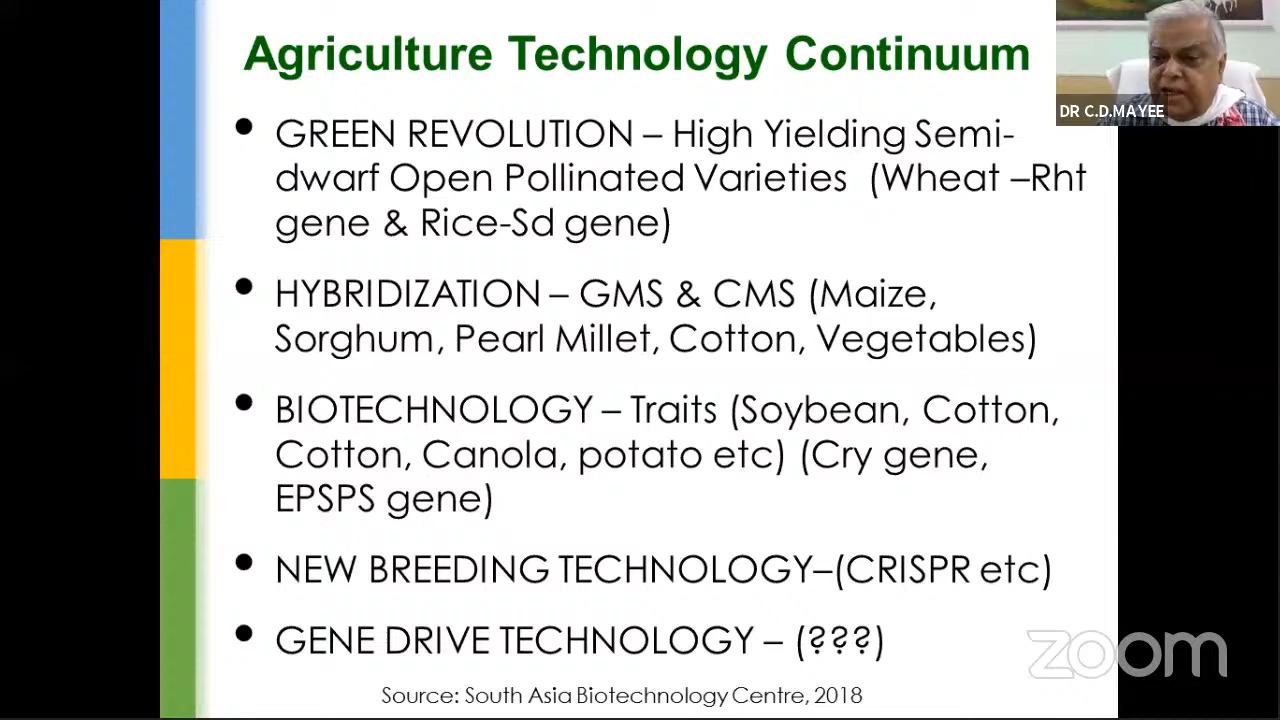 Agriculture Technology Continuum
DR C.D.MAYEE
• GREEN REVOLUTION – High Yielding Semi-
dwarf Open Pollinated Varieties (Wheat –Rht
gene & Rice-Sd gene)
• HYBRIDIZATION – GMS & CMS (Maize,
Sorghum, Pearl Millet, Cotton, Vegetables)
• BIOTECHNOLOGY – Traits (Soybean, Cotton,
Cotton, Canola, potato etc) (Cry gene,
EPSPS gene)
• NEW BREEDING TECHNOLOGY–(CRISPR etc)
• GENE DRIVE TECHNOLOGY – (???)
zoom
Source: South Asia Biotechnology Centre, 2018